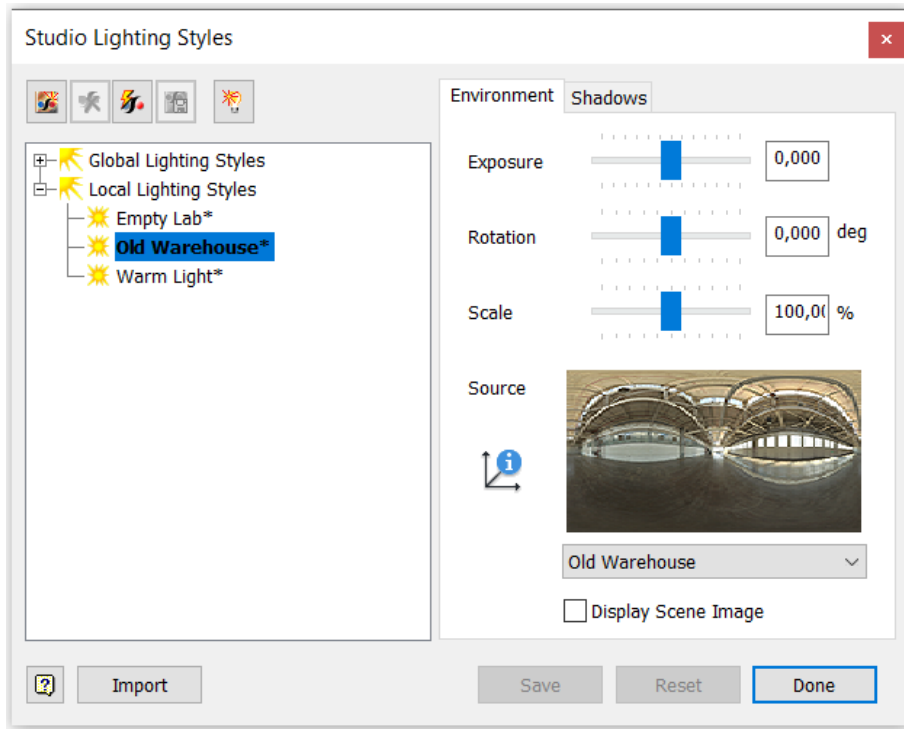 Studio Lighting Styles
Environment
Shadows
Global Lighting Styles
Local Lighting Styles
Empty Lab*
Old Warehouse*
Warm Light*
Exposure 0,000
Rotation 0,000 deg
Scale 100,00 %
Source
Old Warehouse
Display Scene Image
Import
Save
Reset
Done